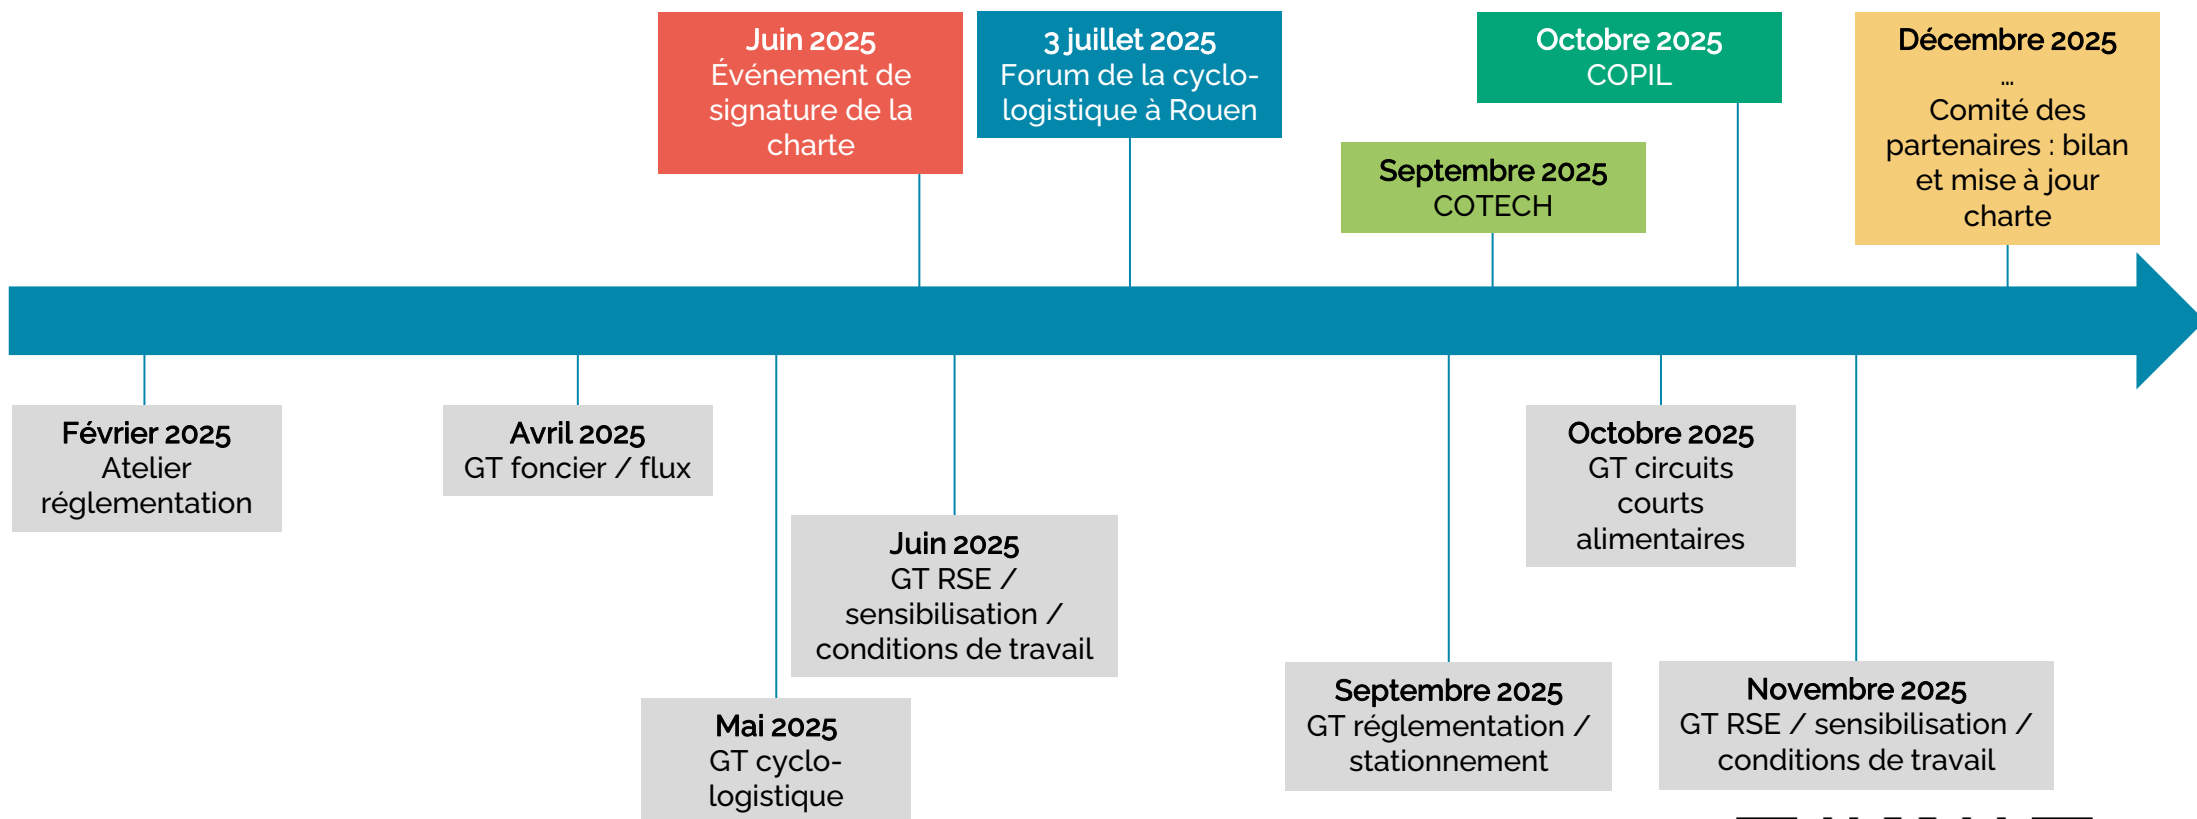 Juin 2025
Événement de
signature de la
charte
3 juillet 2025
Forum de la cyclo-
logistique à Rouen
Septembre 2025
COTECH
Octobre 2025
COPIL
Décembre 2025
...
Comité des
partenaires : bilan
et mise à jour
charte
Février 2025
Atelier
réglementation
Avril 2025
GT foncier / flux
Mai 2025
GT cyclo-
logistique
Juin 2025
GT RSE /
sensibilisation /
conditions de travail
Septembre 2025
GT réglementation /
stationnement
Octobre 2025
GT circuits
courts
alimentaires
Novembre 2025
GT RSE / sensibilisation /
conditions de travail